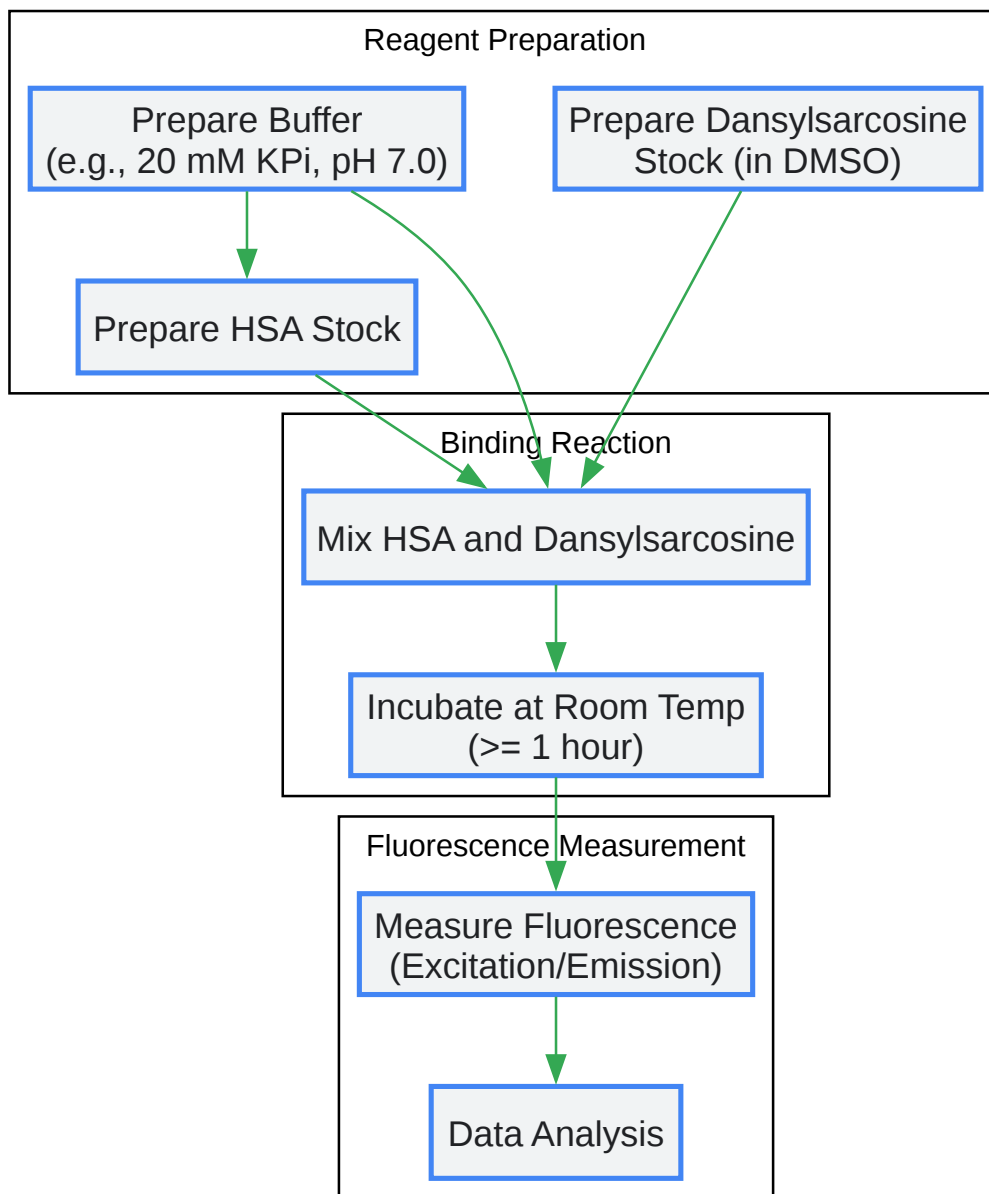 Reagent Preparation
Prepare Buffer
(e.g., 20 mM KPi, pH 7.0)
Prepare Dansylsarcosine
Stock (in DMSO)
Prepare HSA Stock
Binding Reaction
Mix HSA and Dansylsarcosine
Incubate at Room Temp
(>= 1 hour)
Fluorescence Measurement
Measure Fluorescence
(Excitation/Emission)
Data Analysis